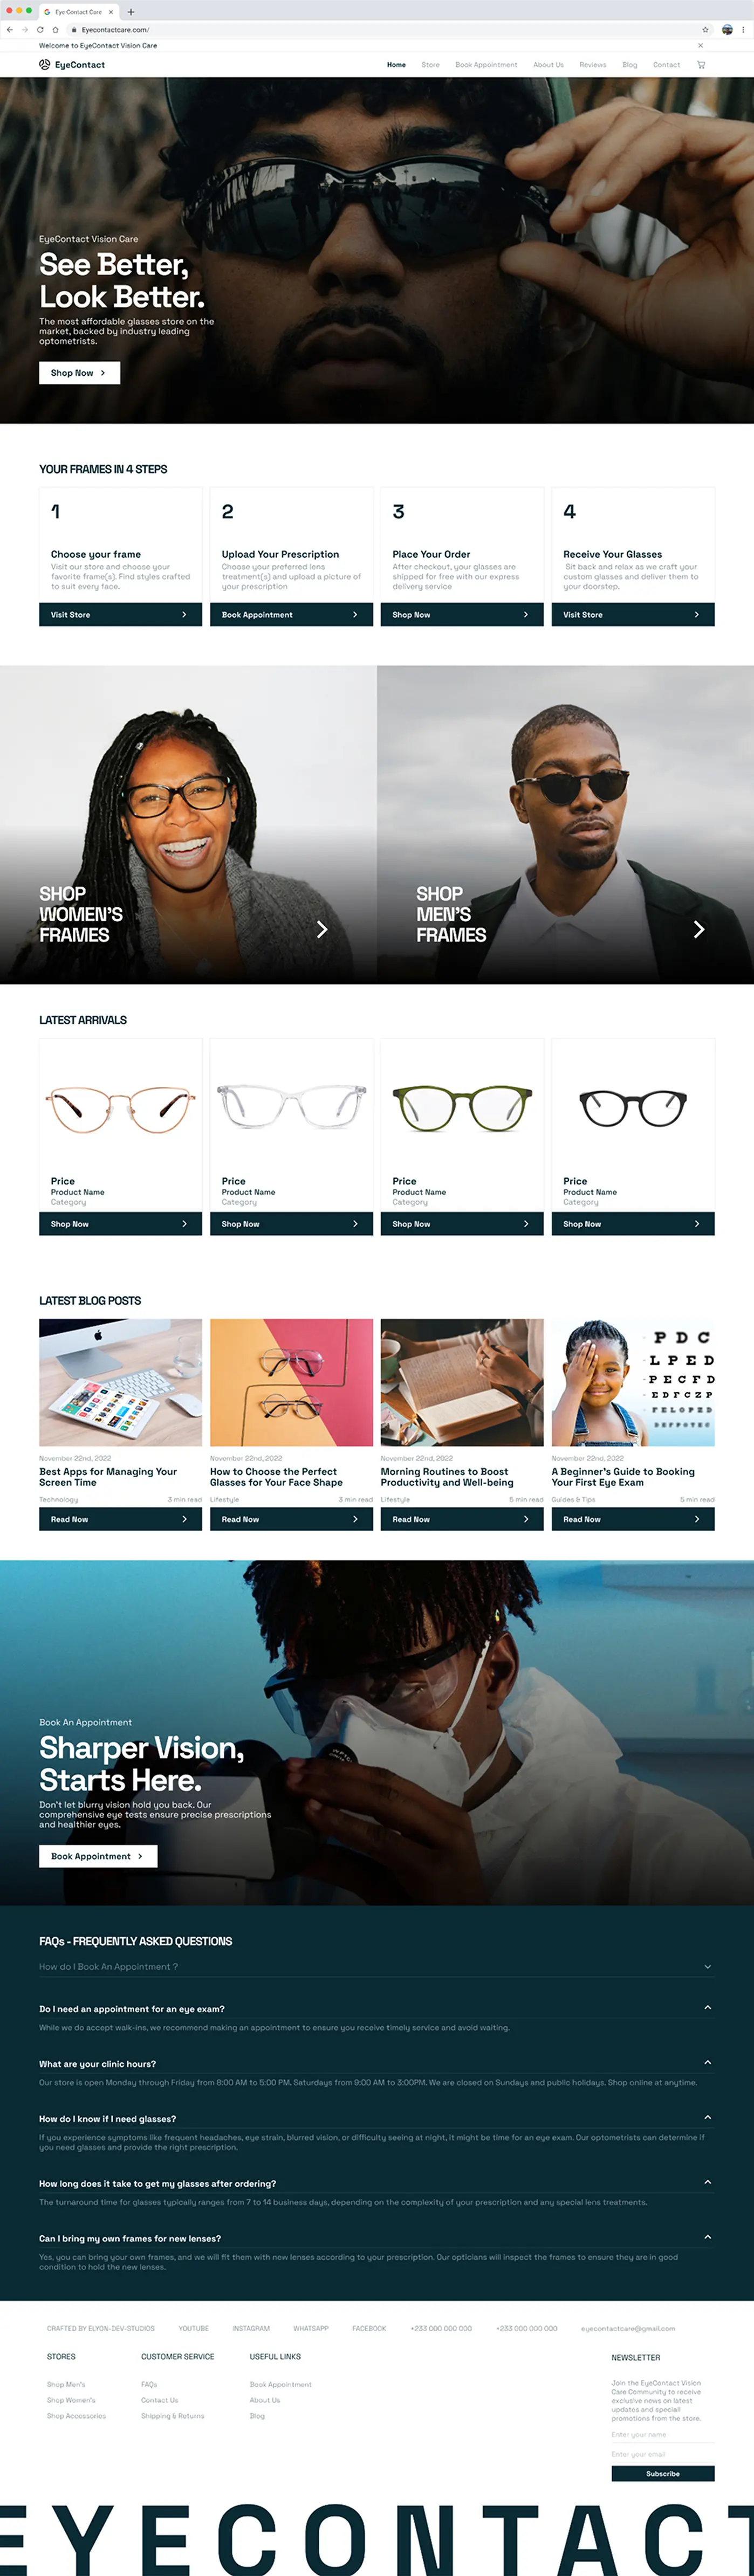 Eye Contact Care
Eyecontactcare.com/
Welcome to EyeContact Vision Care
EyeContact
Home Store Book Appointment About Us Reviews Blog Contact
EyeContact Vision Care
See Better,
Look Better.
The most affordable glasses store on the
market, backed by industry leading
optometrists.
Shop Now
YOUR FRAMES IN 4 STEPS
1
Choose your frame
Visit our store and choose your
favorite frame(s). Find styles crafted
to suit every face.
Visit Store
2
Upload Your Prescription
Choose your preferred lens
treatment(s) and upload a picture of
your prescription
Book Appointment
3
Place Your Order
After checkout, your glasses are
shipped for free with our express
delivery service
Shop Now
4
Receive Your Glasses
Sit back and relax as we craft your
custom glasses and deliver them to
your doorstep.
Visit Store
SHOP
WOMEN'S
FRAMES
SHOP
MEN'S
FRAMES
LATEST ARRIVALS
Price
Product Name
Category
Shop Now
Price
Product Name
Category
Shop Now
Price
Product Name
Category
Shop Now
Price
Product Name
Category
Shop Now
LATEST BLOG POSTS
November 22nd, 2022
Best Apps for Managing Your
Screen Time
Technology 3 min read
Read Now
November 22nd, 2022
How to Choose the Perfect
Glasses for Your Face Shape
Lifestyle 3 min read
Read Now
November 22nd, 2022
Morning Routines to Boost
Productivity and Well-being
Lifestyle 5 min read
Read Now
P D C
L P E D
P E C F D
E D F C Z P
F E L O P Z D
D E F P O T E C
November 22nd, 2022
A Beginner's Guide to Booking
Your First Eye Exam
Guides & Tips 5 min read
Read Now
Book An Appointment
Sharper Vision,
Starts Here.
Don't let blurry vision hold you back. Our
comprehensive eye tests ensure precise prescriptions
and healthier eyes.
Book Appointment
FAQs - FREQUENTLY ASKED QUESTIONS
How do I Book An Appointment ?
Do I need an appointment for an eye exam?
While we do accept walk-ins, we recommend making an appointment to ensure you receive timely service and avoid waiting.
What are your clinic hours?
Our store is open Monday through Friday from 8:00 AM to 5:00 PM. Saturdays from 9:00 AM to 3:00PM. We are closed on Sundays and public holidays. Shop online at anytime.
How do I know if I need glasses?
If you experience symptoms like frequent headaches, eye strain, blurred vision, or difficulty seeing at night, it might be time for an eye exam. Our optometrists can determine if
you need glasses and provide the right prescription.
How long does it take to get my glasses after ordering?
The turnaround time for glasses typically ranges from 7 to 14 business days, depending on the complexity of your prescription and any special lens treatments.
Can I bring my own frames for new lenses?
Yes. you can bring your own frames, and we will fit them with new lenses according to your prescription. Our opticians will inspect the frames to ensure they are in good
condition to hold the new lenses.
CRAFTED BY ELYON-DEV-STUDIOS YOUTUBE INSTAGRAM WHATSAPP FACEBOOK +233 000 000 000 +233 000 000 000 eyecontactcare@gmail.com
STORES
Shop Men's
Shop Women's
Shop Accessories
CUSTOMER SERVICE
FAQs
Contact Us
Shipping & Returns
USEFUL LINKS
Book Appointment
About Us
Blog
NEWSLETTER
Join the EyeContact Vision
Care Community to receive
exclusive news on latest
updates and special
promotions from the store.
Enter your name
Enter your email
Subscribe
EYECONTACT